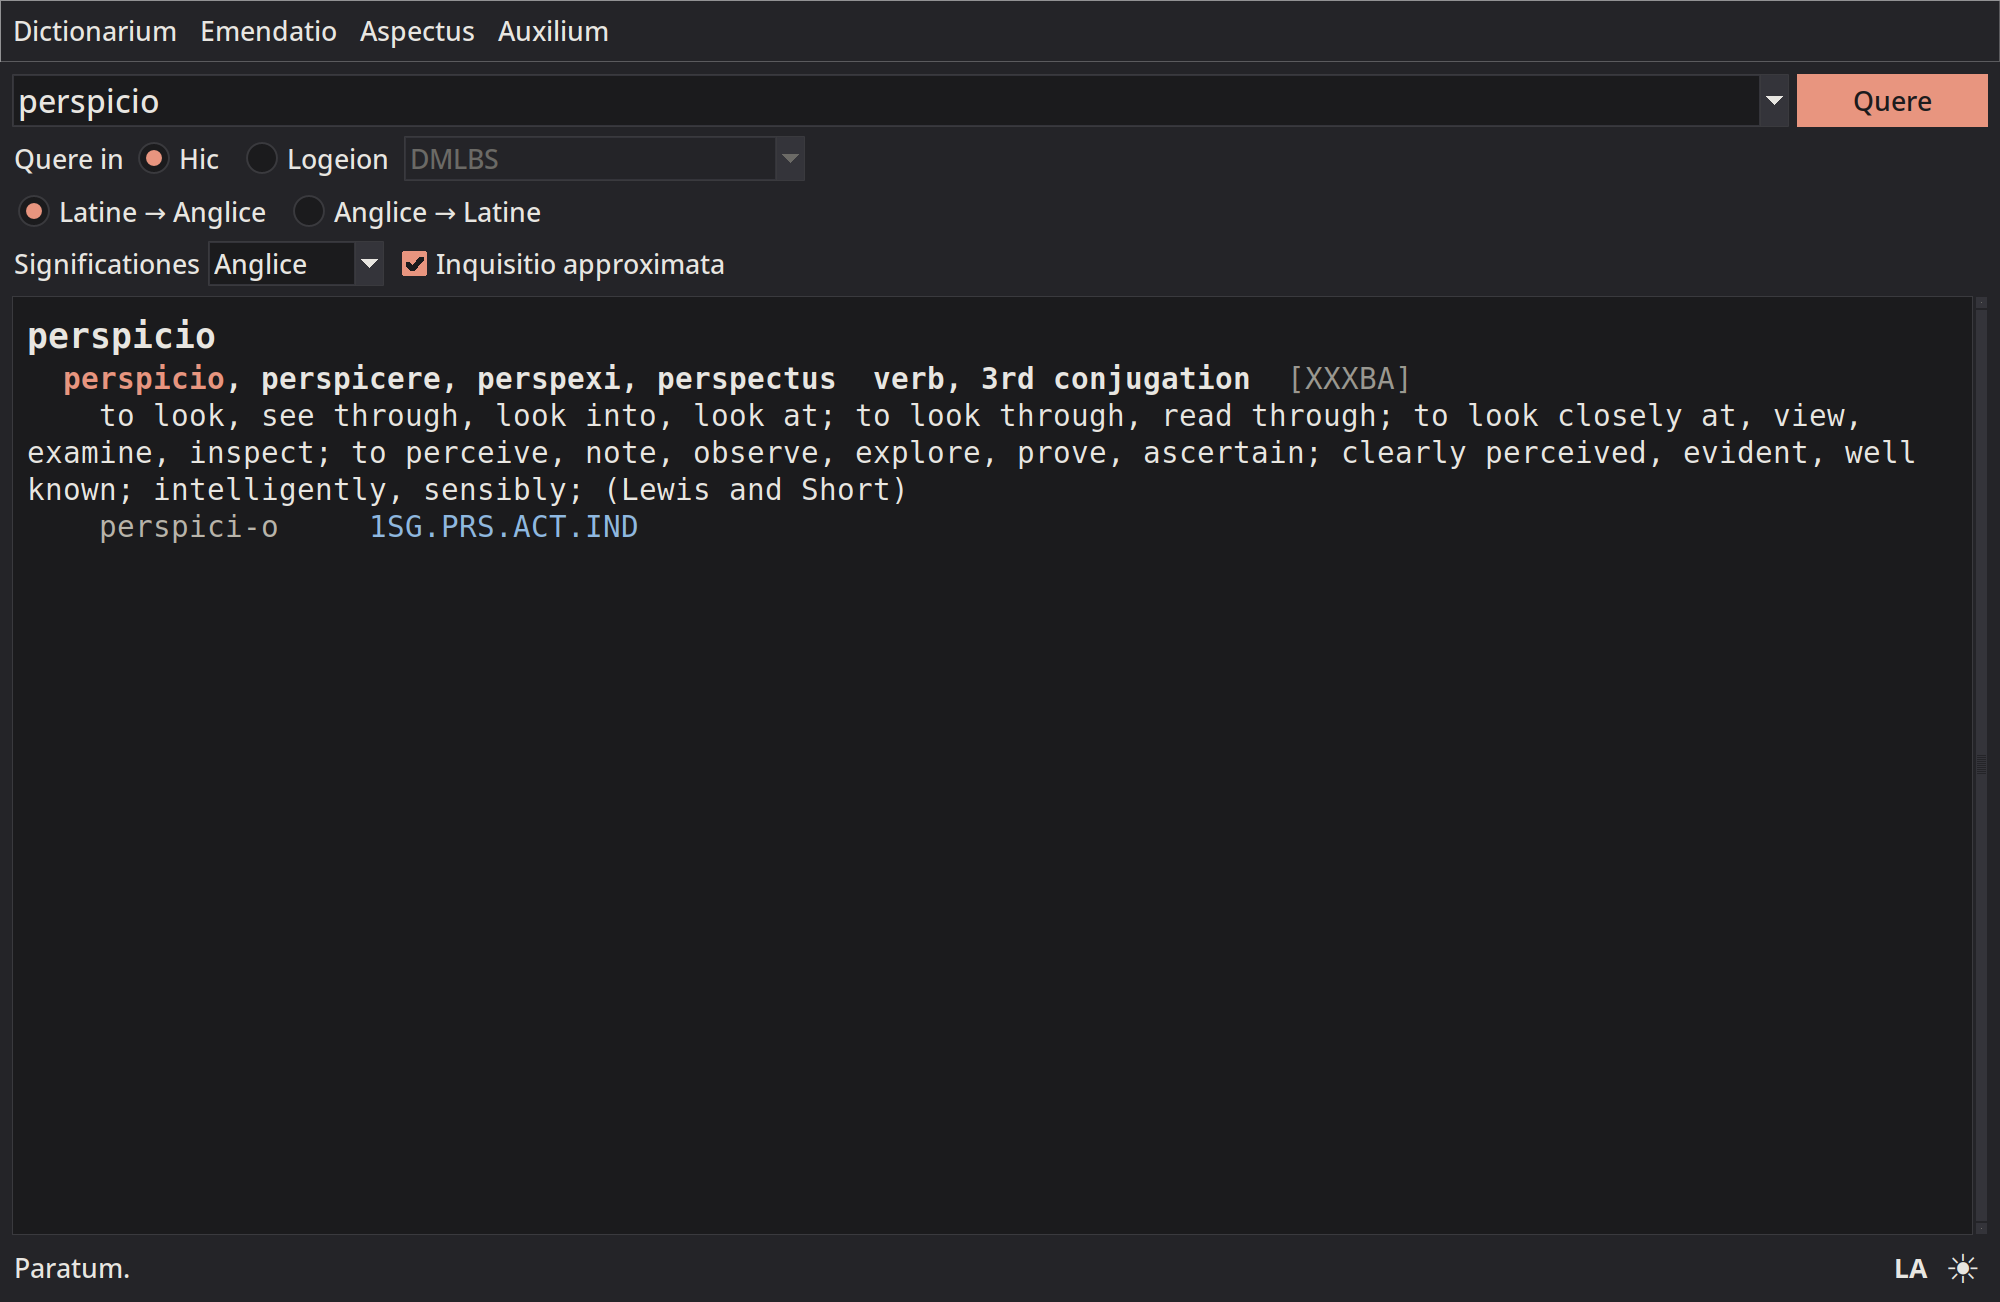 Dictionarium Emendatio Aspectus Auxilium
perspicio Quere
Quere in Hic Logeion DMLBS
Latine → Anglice Anglice → Latine
Significationes Anglice Inquisitio approximata
perspicio
perspicio, perspicere, perspexi, perspectus verb, 3rd conjugation [XXXBA]
to look, see through, look into, look at; to look through, read through; to look closely at, view,
examine, inspect; to perceive, note, observe, explore, prove, ascertain; clearly perceived, evident, well
known; intelligently, sensibly; (Lewis and Short)
perspici-o 1SG.PRS.ACT.IND
Paratum. LA